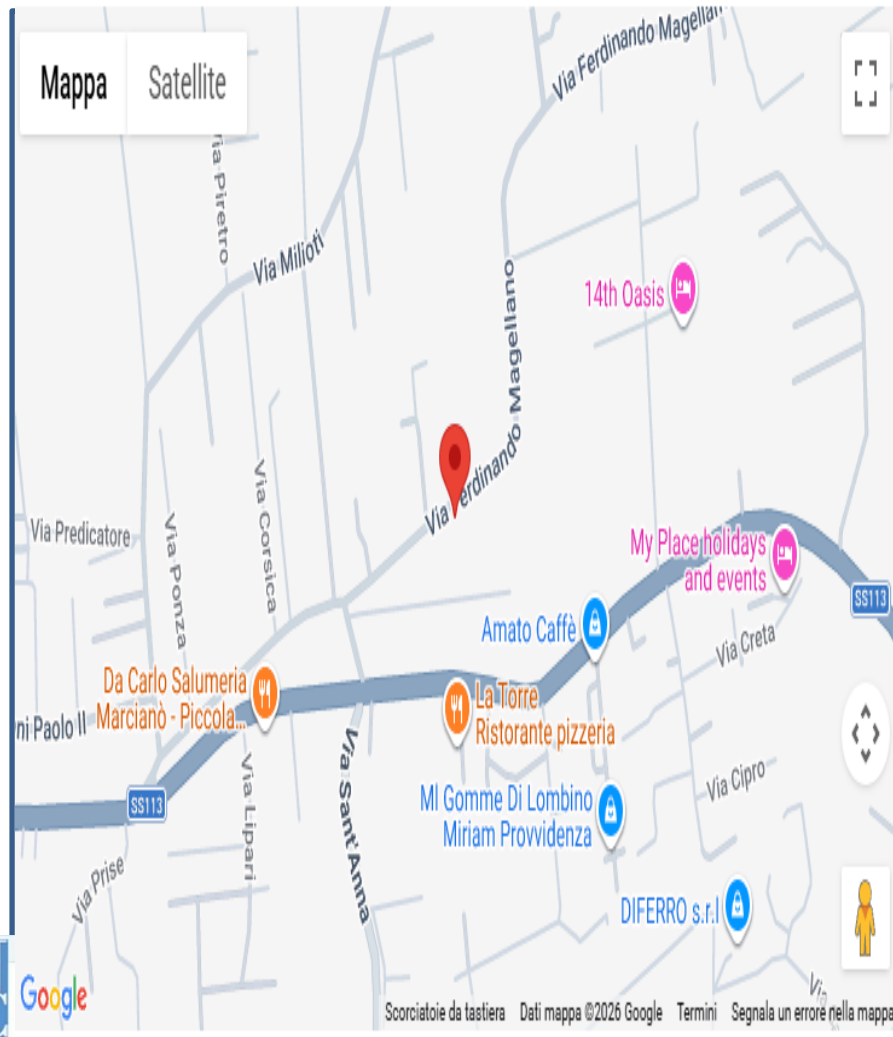 Mappa
Satellite
Via Ferdinando Magellan
ia Piretro
Via Milioti
14th Oasis
Via Ferdinando Magellano
Via Predicatore
Via Ponza
Via Corsica
My Place holidays
and events
SS113
Amato Caffè
Via Creta
Da Carlo Salumeria
Marcianò - Piccola...
La Torre
Ristorante pizzeria
ni Paolo II
SS113
Via Lipari
Via Sant'Anna
Via Cipro
Ml Gomme Di Lombino
Miriam Provvidenza
Via Prise
DIFERRO s.r.l
Via
Google
Scorciatoie da tastiera
Dati mappa ©2026 Google
Termini
Segnala un errore nella mappa